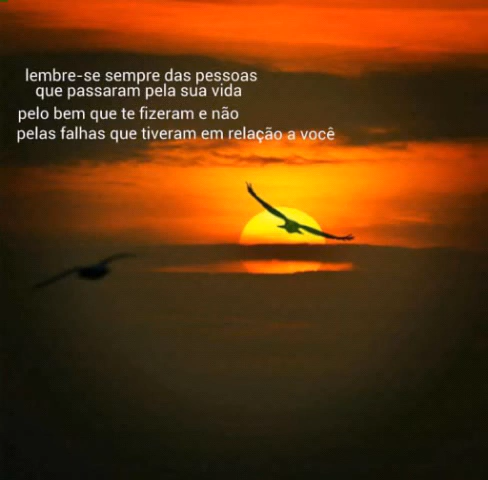 lembre-se sempre das pessoas
que passaram pela sua vida
pelo bem que te fizeram e não
pelas falhas que tiveram em relação a você